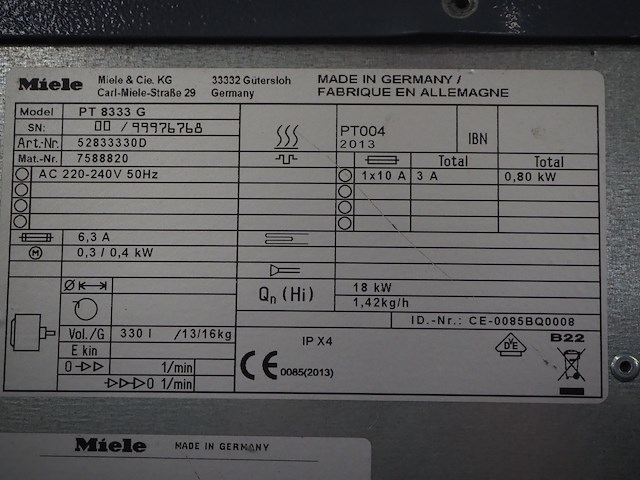 Miele Miele & Cie. KG 33332 Gütersloh MADE IN GERMANY /
Carl-Miele-Straße 29 Germany FABRIQUE EN ALLEMAGNE
Model PT 8333 G
SN: 00 / 99976768
Art.-Nr. 52833330D
Mat.-Nr. 7588820
PT004
2013
IBN
Total Total
AC 220-240V 50Hz
1x10 A 3 A 0,80 kW
6,3 A
M 0,3 / 0,4 kW
Qn (Hi) 18 kW
1,42kg/h
ID.-Nr.: CE-0085BQ0008
Vol./G 330 l /13/16kg
E kin
0 1/min
0 1/min
IP X4
CE 0085(2013)
VDE
B22
Miele MADE IN GERMANY